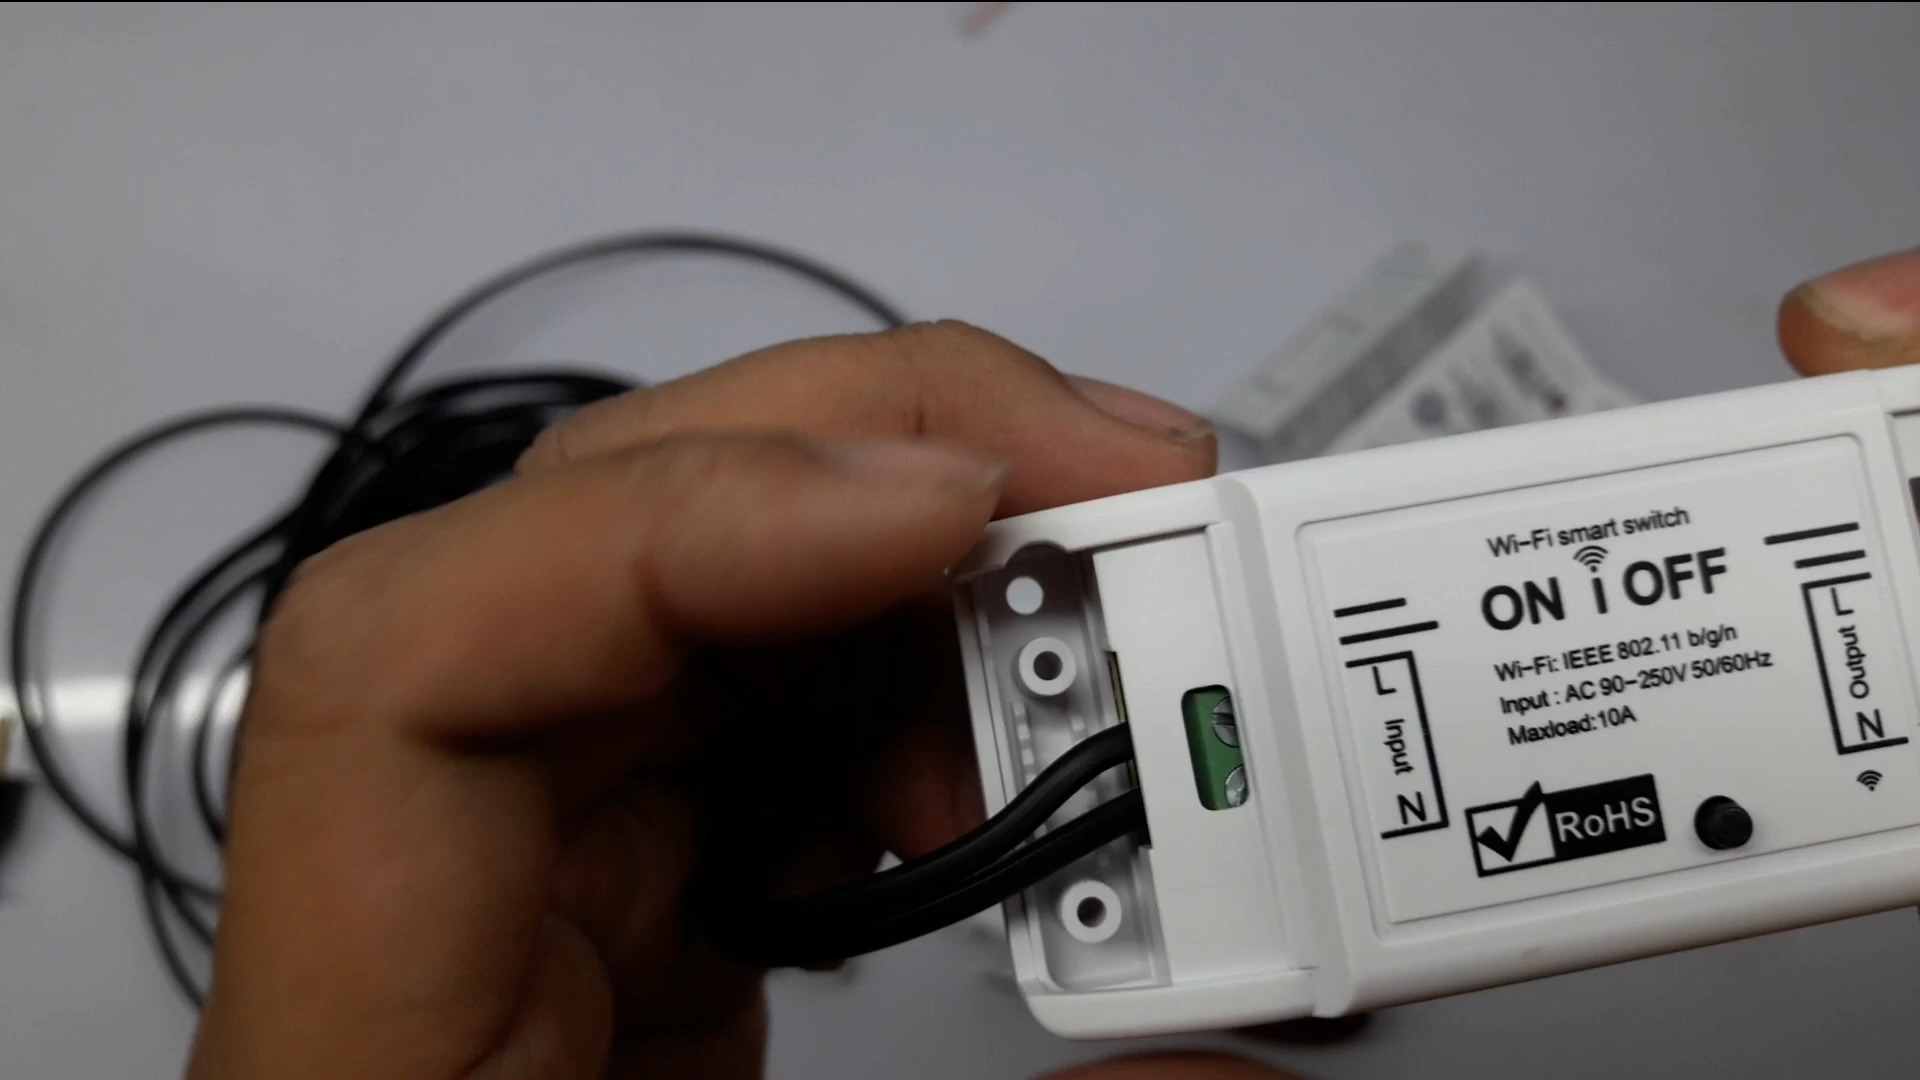 Wi-Fi smart switch
ON i OFF
Wi-Fi: IEEE 802.11 b/g/n
Input : AC 90-250V 50/60Hz
Maxload:10A
RoHS
L Input N
L Output N